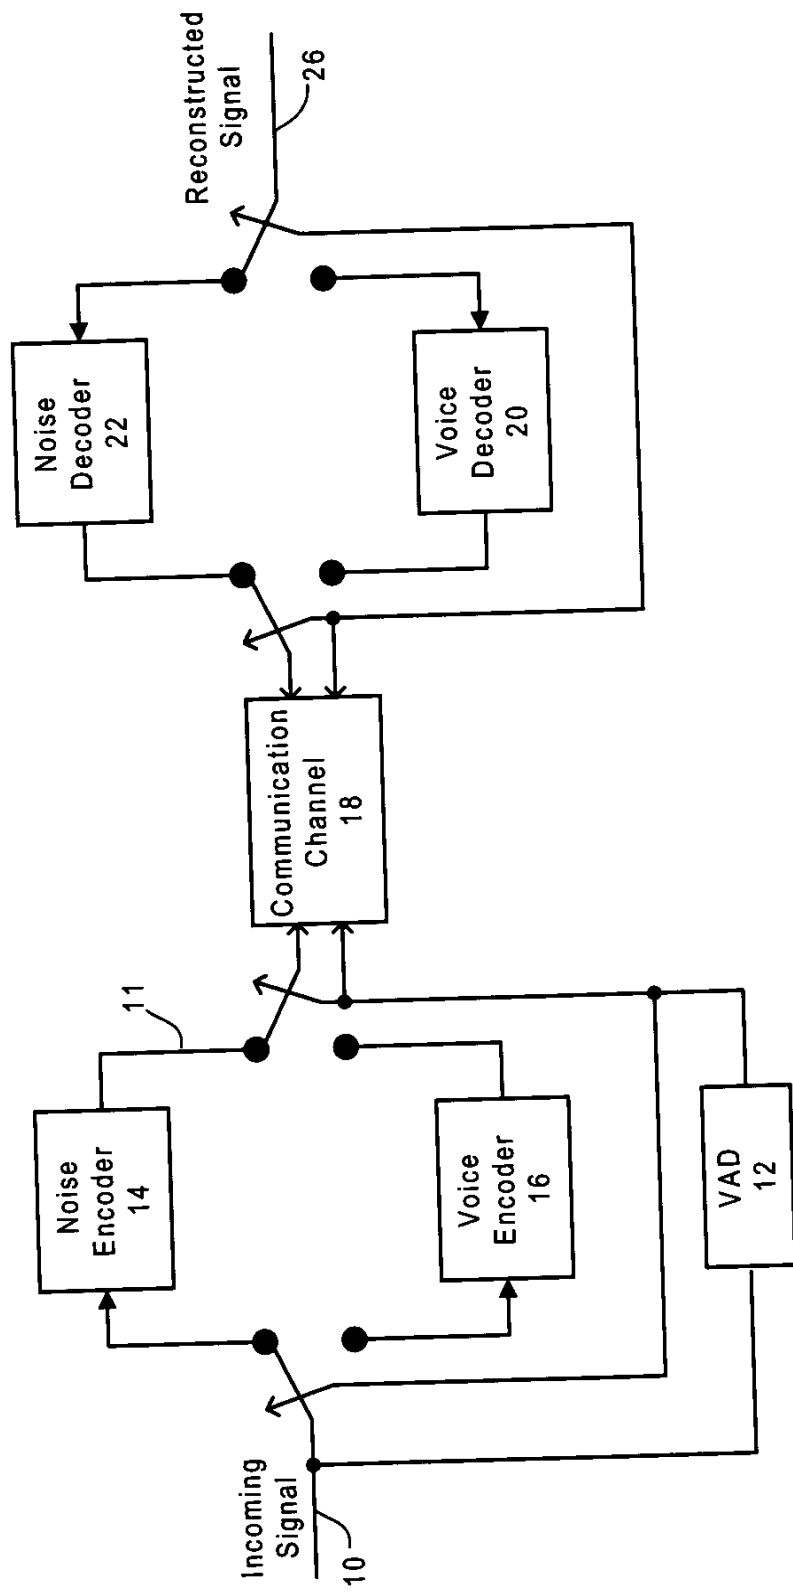 Incoming
Signal
10
Noise
Encoder
14
11
Voice
Encoder
16
VAD
12
Communication
Channel
18
Noise
Decoder
22
Voice
Decoder
20
Reconstructed
Signal
26